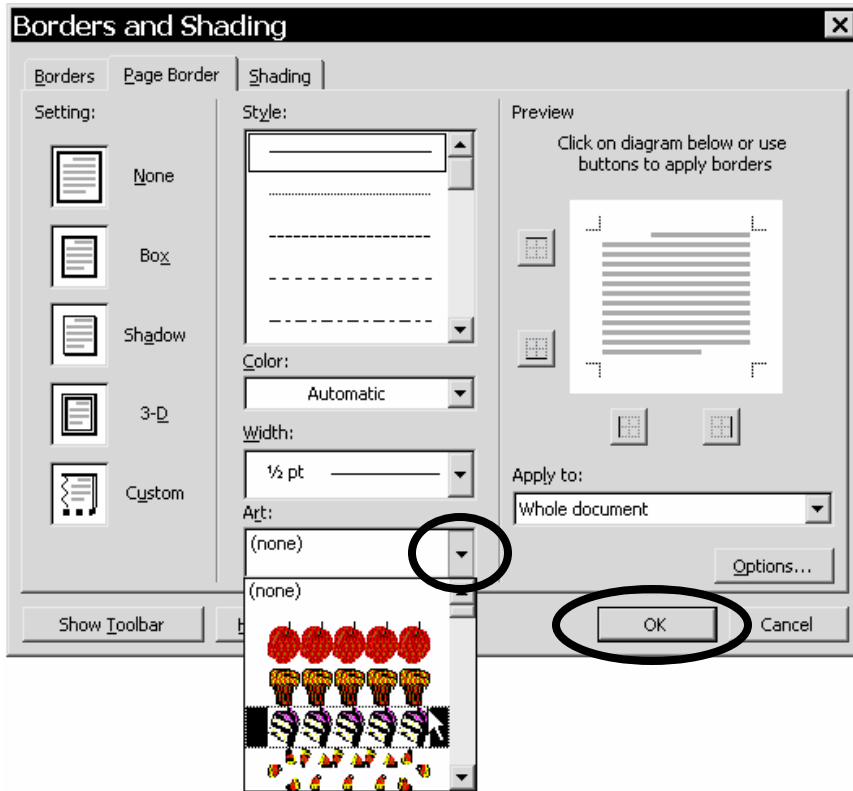 Borders and Shading
Borders
Page Border
Shading
Setting:
None
Box
Shadow
3-D
Custom
Style:
Color:
Automatic
Width:
½ pt
Art:
(none)
(none)
Preview
Click on diagram below or use
buttons to apply borders
Apply to:
Whole document
Options...
Show Toolbar
OK
Cancel